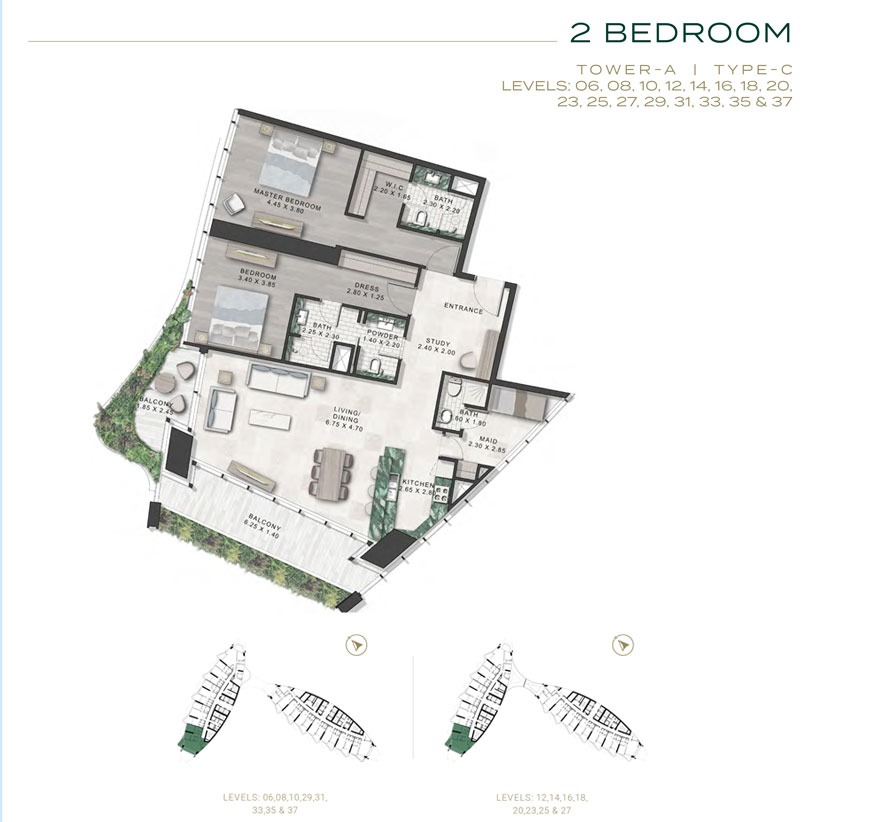 2 BEDROOM
TOWER-A | TYPE-C
LEVELS: 06, 08, 10, 12, 14, 16, 18, 20,
23, 25, 27, 29, 31, 33, 35 & 37
MASTER BEDROOM
4.45 X 3.80
W.I.C.
2.20 X 1.65
BATH
2.30 X 2.20
BEDROOM
3.40 X 3.85
DRESS
2.80 X 1.25
ENTRANCE
BATH
2.25 X 2.30
POWDER
1.40 X 2.20
STUDY
2.40 X 2.00
BALCONY
1.85 X 2.45
LIVING/
DINING
6.75 X 4.70
BATH
.60 X 1.80
MAID
2.30 X 2.85
KITCHEN
2.65 X 2.8
BALCONY
6.25 X 1.40
LEVELS: 06,08,10,29,31,
33,35 & 37
LEVELS: 12,14,16,18,
20,23,25 & 27